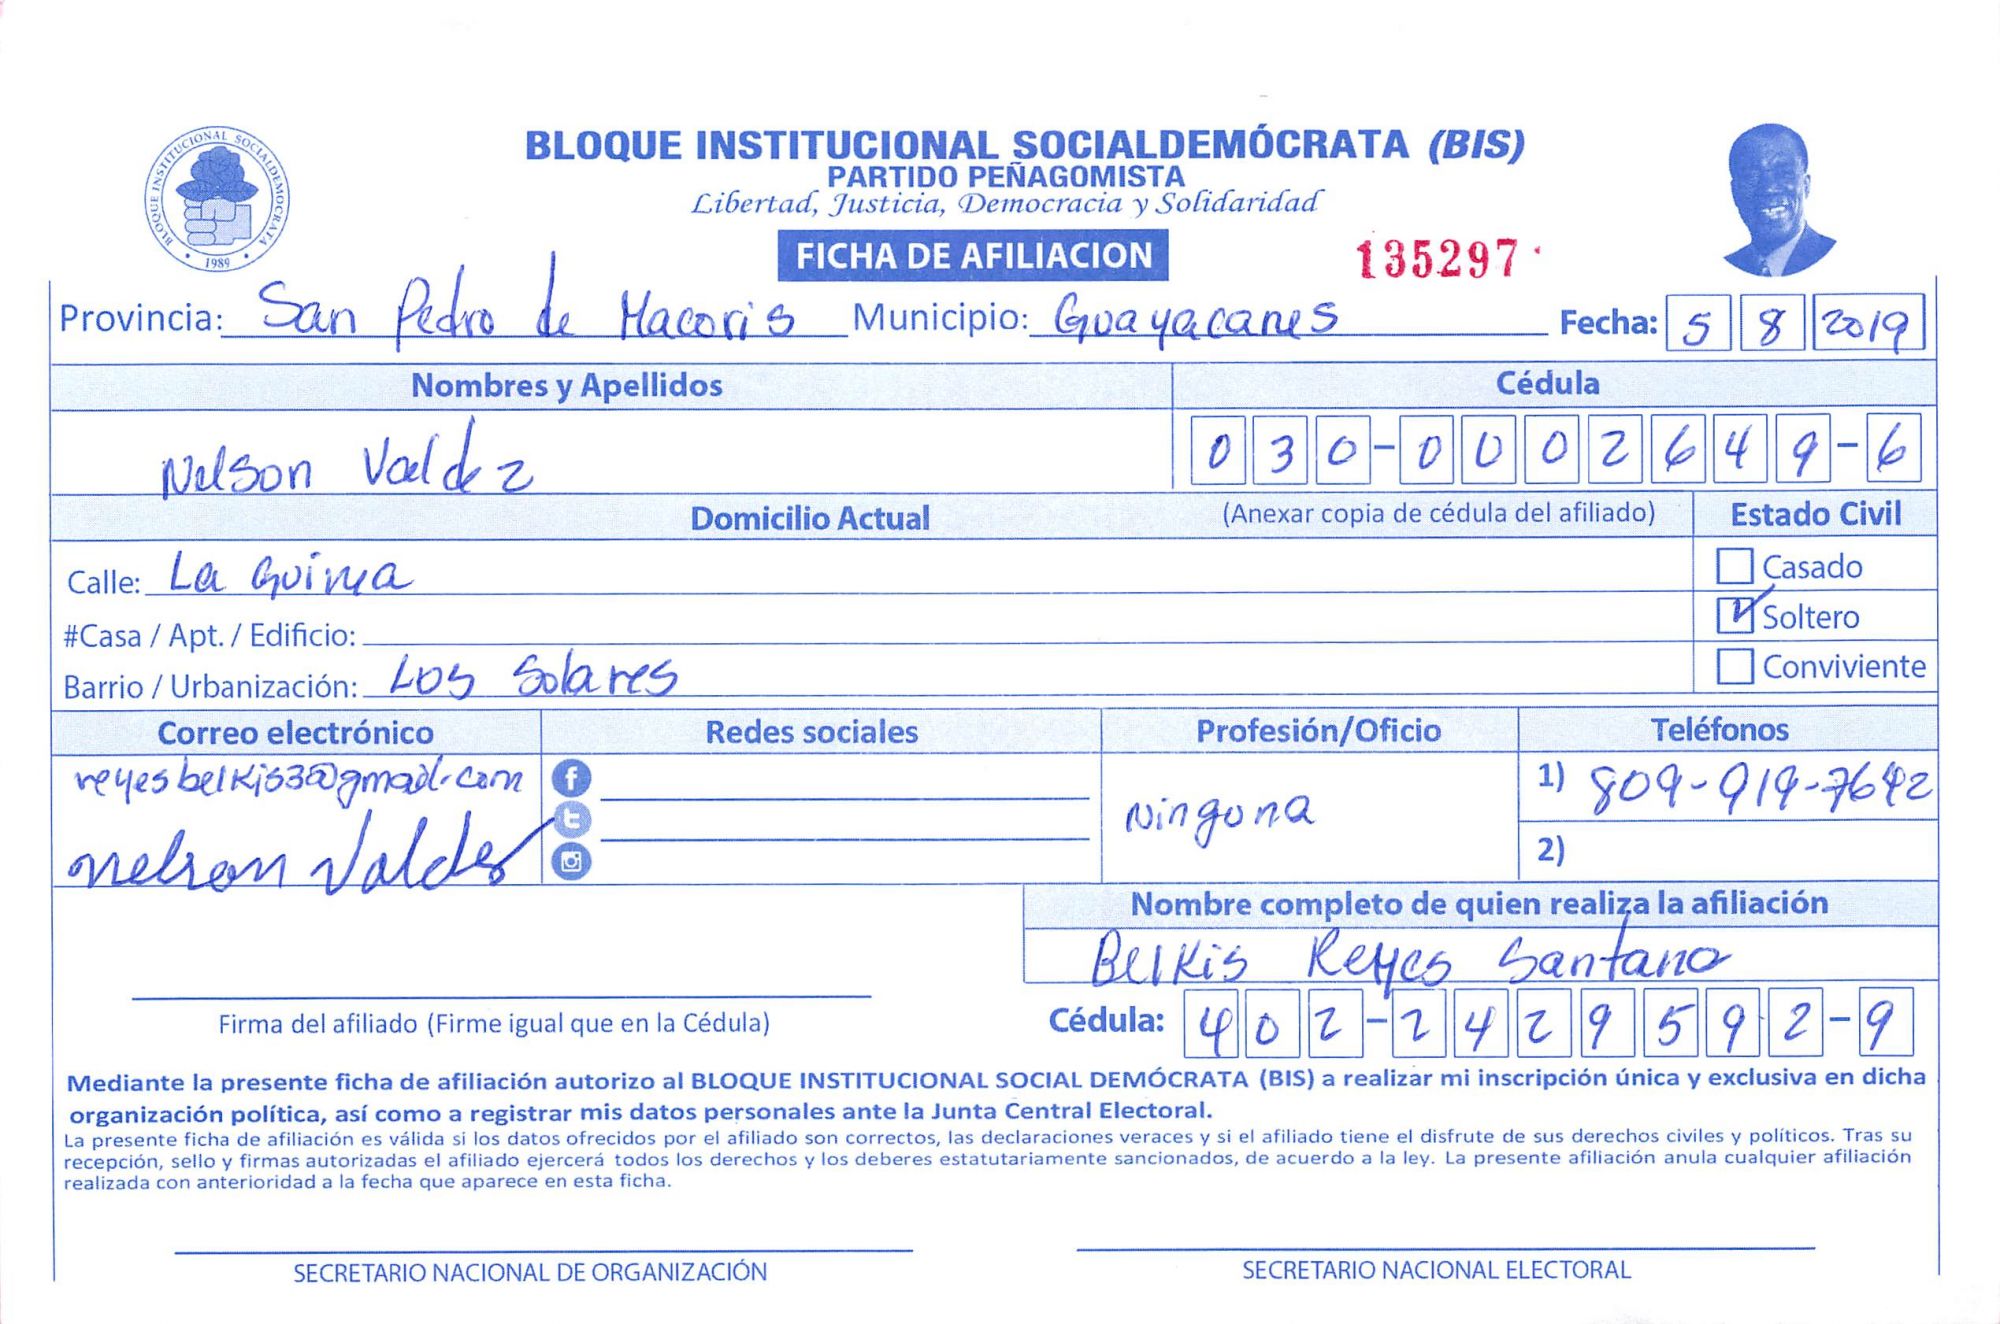 BLOQUE INSTITUCIONAL SOCIALDEMOCRATA
1989
BLOQUE INSTITUCIONAL SOCIALDEMÓCRATA (BIS)
PARTIDO PEÑAGOMISTA
Libertad, Justicia, Democracia y Solidaridad
FICHA DE AFILIACION 135297
Provincia: San Pedro de Macoris Municipio: Guayacanes Fecha: 5 8 2019
Nombres y Apellidos Cédula
Nelson Valdez 030-0002649-6
Domicilio Actual (Anexar copia de cédula del afiliado) Estado Civil
Calle: La Guinea Casado
#Casa / Apt. / Edificio: Soltero
Barrio / Urbanización: Los Solares Conviviente
Correo electrónico Redes sociales Profesión/Oficio Teléfonos
reyesbelkis3@gmail.com Ninguna 1) 809-919-7642
Nelson Valdez 2)
Nombre completo de quien realiza la afiliación
Belkis Reyes Santana
Firma del afiliado (Firme igual que en la Cédula) Cédula: 402-2429592-9
Mediante la presente ficha de afiliación autorizo al BLOQUE INSTITUCIONAL SOCIAL DEMÓCRATA (BIS) a realizar mi inscripción única y exclusiva en dicha
organización política, así como a registrar mis datos personales ante la Junta Central Electoral.
La presente ficha de afiliación es válida si los datos ofrecidos por el afiliado son correctos, las declaraciones veraces y si el afiliado tiene el disfrute de sus derechos civiles y políticos. Tras su
recepción, sello y firmas autorizadas el afiliado ejercerá todos los derechos y los deberes estatutariamente sancionados, de acuerdo a la ley. La presente afiliación anula cualquier afiliación
realizada con anterioridad a la fecha que aparece en esta ficha.
SECRETARIO NACIONAL DE ORGANIZACIÓN SECRETARIO NACIONAL ELECTORAL